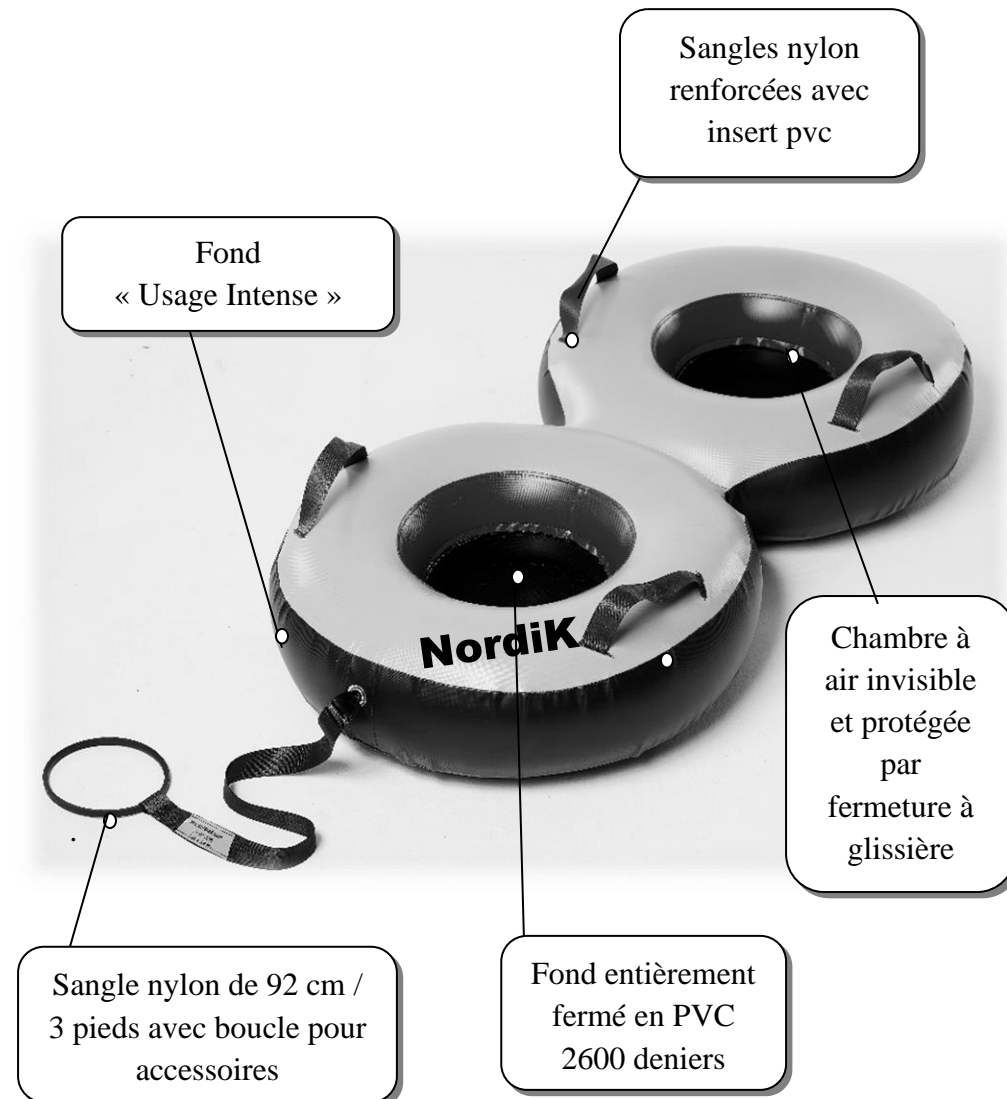 Sangles nylon
renforcées avec
insert pvc
Fond
« Usage Intense »
NordiK
Chambre à
air invisible
et protégée
par
fermeture à
glissière
Sangle nylon de 92 cm /
3 pieds avec boucle pour
accessoires
Fond entièrement
fermé en PVC
2600 deniers